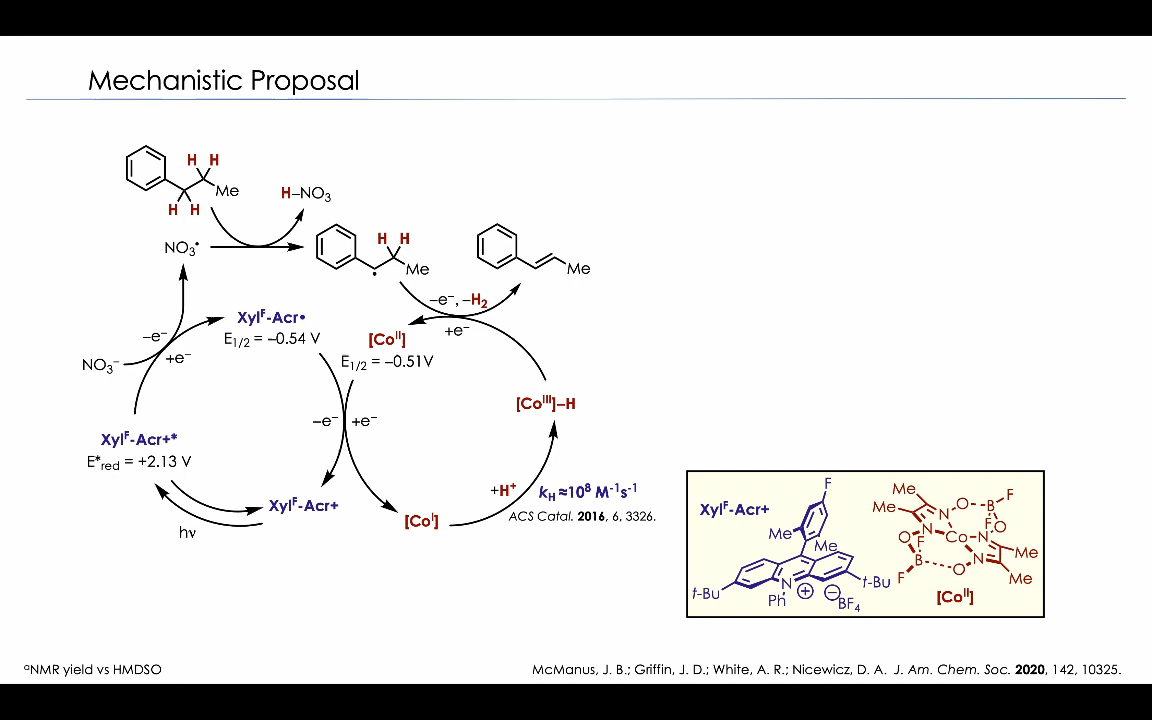 Mechanistic Proposal
H H
Me
H H
H–NO₃
NO₃•
H H
Me
Me
–e⁻, –H₂
+e⁻
Xylꟳ-Acr•
E₁/₂ = –0.54 V
[Coᴵᴵ]
E₁/₂ = –0.51V
–e⁻
+e⁻
NO₃⁻
[Coᴵᴵᴵ]–H
–e⁻ +e⁻
Xylꟳ-Acr+*
E*red = +2.13 V
+H⁺ kH ≈10⁸ M⁻¹s⁻¹
ACS Catal. 2016, 6, 3326.
Xylꟳ-Acr+
[Coᴵ]
hν
F
Xylꟳ-Acr+
Me
Me
t-Bu
N
Ph
+
–
BF₄
t-Bu
Me
Me
N
O
B
F
F
O
O
N
Co
N
F
B
F
O
N
Me
Me
[Coᴵᴵ]
ᵃNMR yield vs HMDSO
McManus, J. B.; Griffin, J. D.; White, A. R.; Nicewicz, D. A. J. Am. Chem. Soc. 2020, 142, 10325.